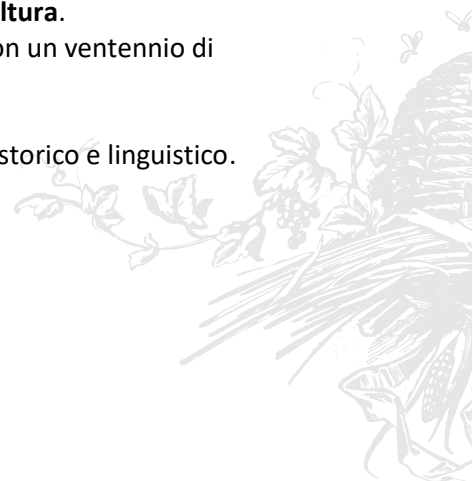 ltura.
on un ventennio di
storico e linguistico.